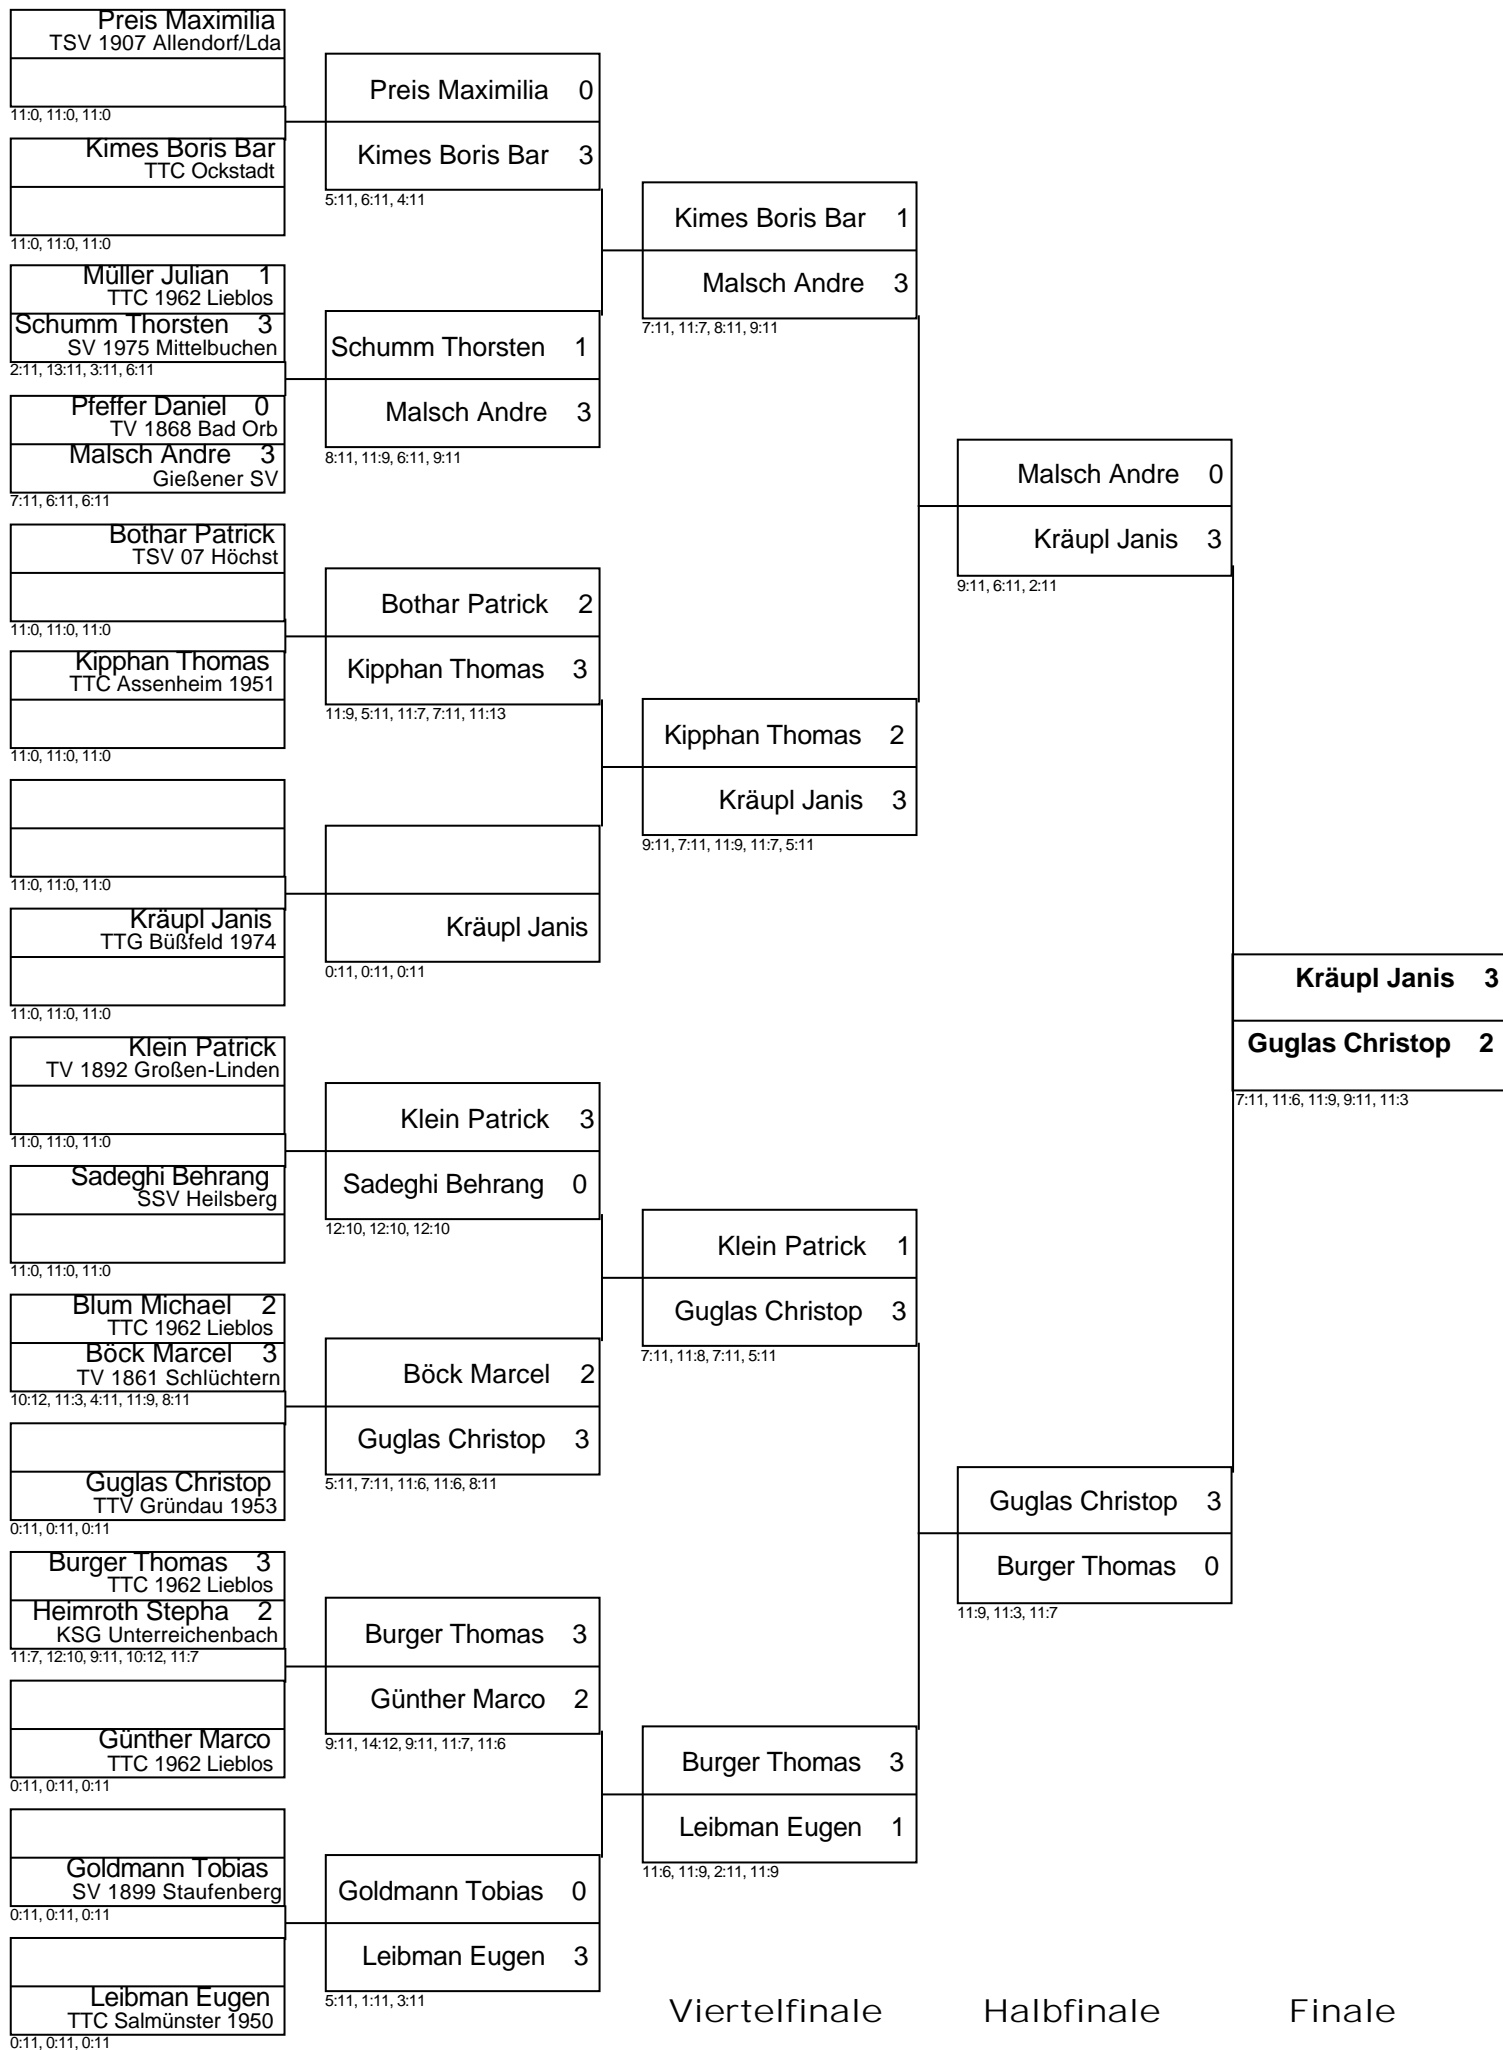 Preis Maximilia
TSV 1907 Allendorf/Lda
11:0, 11:0, 11:0
Kimes Boris Bar
TTC Ockstadt
11:0, 11:0, 11:0
Müller Julian 1
TTC 1962 Lieblos
Schumm Thorsten 3
SV 1975 Mittelbuchen
2:11, 13:11, 3:11, 6:11
Pfeffer Daniel 0
TV 1868 Bad Orb
Malsch Andre 3
Gießener SV
7:11, 6:11, 6:11
Bothar Patrick
TSV 07 Höchst
11:0, 11:0, 11:0
Kipphan Thomas
TTC Assenheim 1951
11:0, 11:0, 11:0
11:0, 11:0, 11:0
Kräupl Janis
TTG Büßfeld 1974
11:0, 11:0, 11:0
Klein Patrick
TV 1892 Großen-Linden
11:0, 11:0, 11:0
Sadeghi Behrang
SSV Heilsberg
11:0, 11:0, 11:0
Blum Michael 2
TTC 1962 Lieblos
Böck Marcel 3
TV 1861 Schlüchtern
10:12, 11:3, 4:11, 11:9, 8:11
Guglas Christop
TTV Gründau 1953
0:11, 0:11, 0:11
Burger Thomas 3
TTC 1962 Lieblos
Heimroth Stepha 2
KSG Unterreichenbach
11:7, 12:10, 9:11, 10:12, 11:7
Günther Marco
TTC 1962 Lieblos
0:11, 0:11, 0:11
Goldmann Tobias
SV 1899 Staufenberg
0:11, 0:11, 0:11
Leibman Eugen
TTC Salmünster 1950
0:11, 0:11, 0:11
Preis Maximilia 0
Kimes Boris Bar 3
5:11, 6:11, 4:11
Schumm Thorsten 1
Malsch Andre 3
8:11, 11:9, 6:11, 9:11
Bothar Patrick 2
Kipphan Thomas 3
11:9, 5:11, 11:7, 7:11, 11:13
Kräupl Janis
0:11, 0:11, 0:11
Klein Patrick 3
Sadeghi Behrang 0
12:10, 12:10, 12:10
Böck Marcel 2
Guglas Christop 3
5:11, 7:11, 11:6, 11:6, 8:11
Burger Thomas 3
Günther Marco 2
9:11, 14:12, 9:11, 11:7, 11:6
Goldmann Tobias 0
Leibman Eugen 3
5:11, 1:11, 3:11
Kimes Boris Bar 1
Malsch Andre 3
7:11, 11:7, 8:11, 9:11
Kipphan Thomas 2
Kräupl Janis 3
9:11, 7:11, 11:9, 11:7, 5:11
Klein Patrick 1
Guglas Christop 3
7:11, 11:8, 7:11, 5:11
Burger Thomas 3
Leibman Eugen 1
11:6, 11:9, 2:11, 11:9
Viertelfinale
Malsch Andre 0
Kräupl Janis 3
9:11, 6:11, 2:11
Guglas Christop 3
Burger Thomas 0
11:9, 11:3, 11:7
Halbfinale
Kräupl Janis 3
Guglas Christop 2
7:11, 11:6, 11:9, 9:11, 11:3
Finale